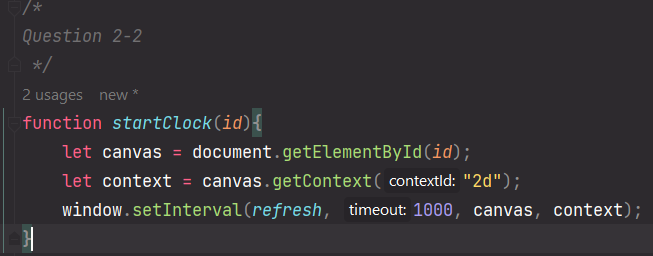 /*
Question 2-2
*/
2 usages new *
function startClock(id){
let canvas = document.getElementById(id);
let context = canvas.getContext( contextId: "2d");
window.setInterval(refresh, timeout: 1000, canvas, context);
}